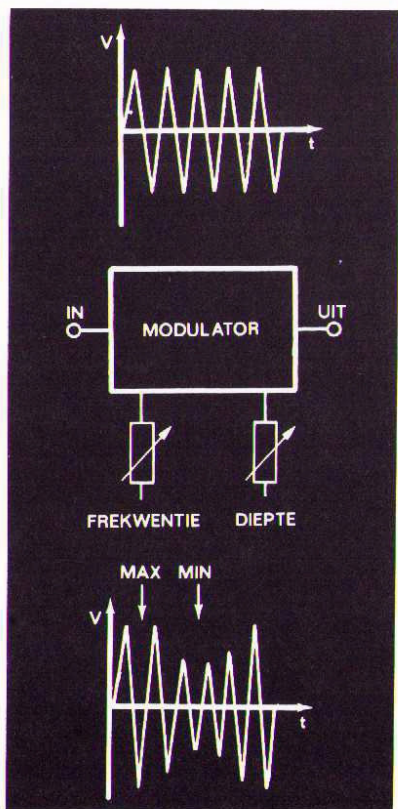 V
t
IN UIT
MODULATOR
FREKWENTIE DIEPTE
MAX MIN
V
t